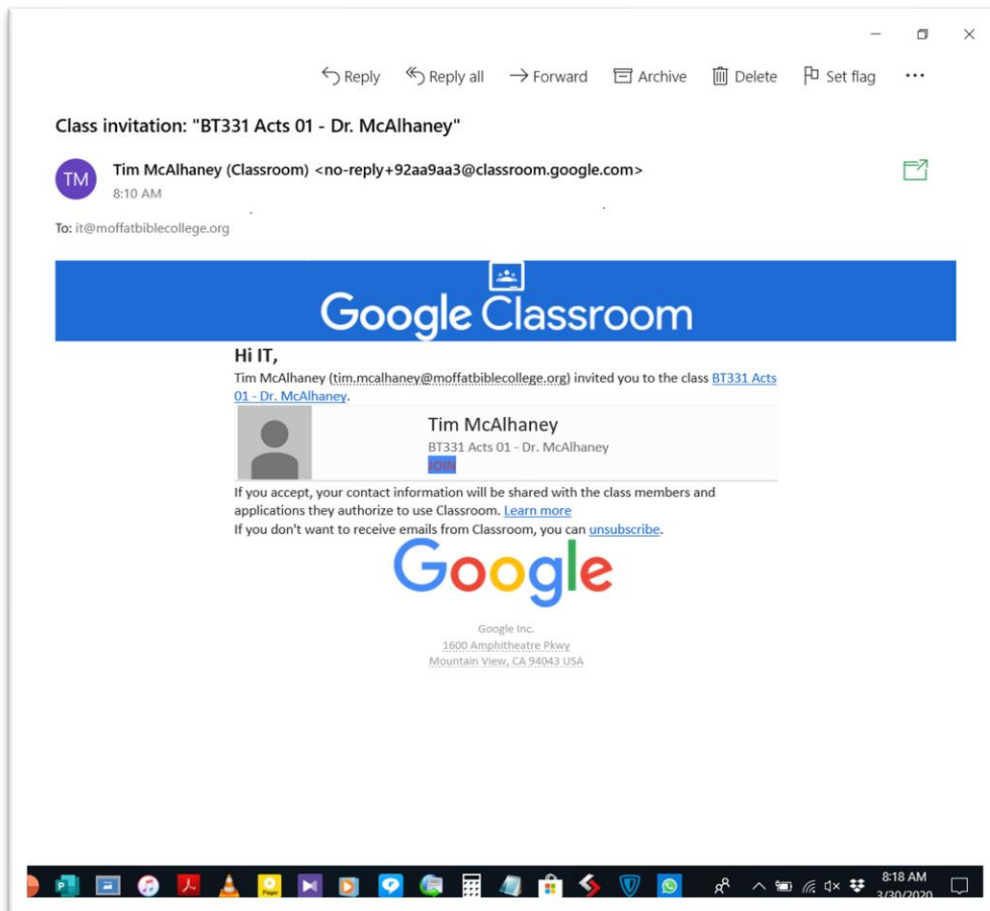 Reply Reply all Forward Archive Delete Set flag
Class invitation: "BT331 Acts 01 - Dr. McAlhaney"
TM
Tim McAlhaney (Classroom) <no-reply+92aa9aa3@classroom.google.com>
8:10 AM
To: it@moffatbiblecollege.org
Google Classroom
Hi IT,
Tim McAlhaney (tim.mcalhaney@moffatbiblecollege.org) invited you to the class BT331 Acts
01 - Dr. McAlhaney.
Tim McAlhaney
BT331 Acts 01 - Dr. McAlhaney
JOIN
If you accept, your contact information will be shared with the class members and
applications they authorize to use Classroom. Learn more
If you don't want to receive emails from Classroom, you can unsubscribe.
Google
Google Inc.
1600 Amphitheatre Pkwy
Mountain View, CA 94043 USA
8:18 AM
3/30/2020